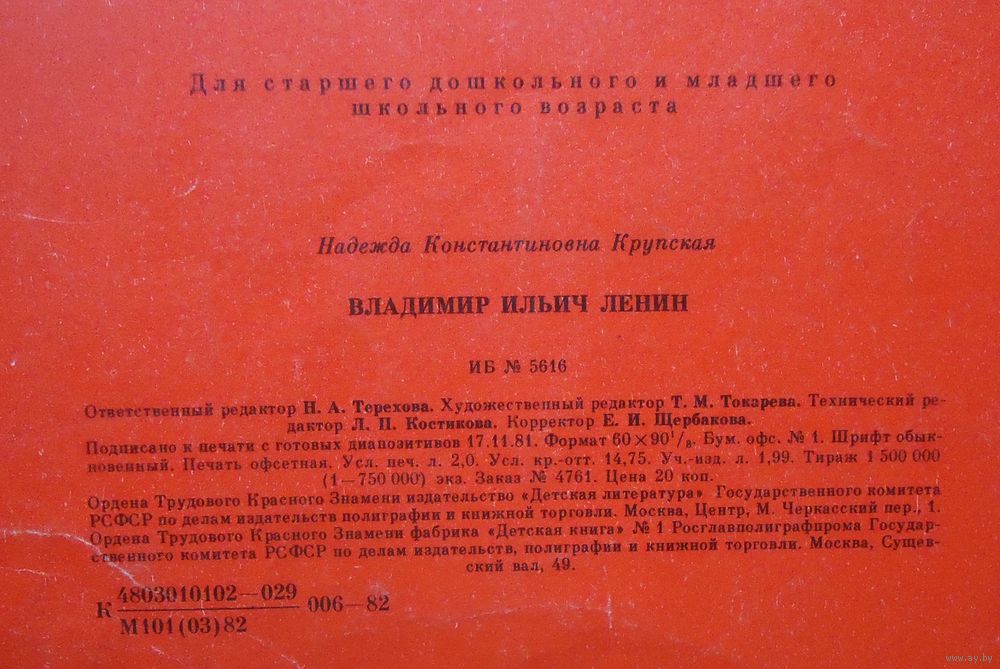 Для старшего дошкольного и младшего
школьного возраста
Надежда Константиновна Крупская
ВЛАДИМИР ИЛЬИЧ ЛЕНИН
ИБ № 5616
Ответственный редактор Н. А. Терехова. Художественный редактор Т. М. Токарева. Технический ре-
дактор Л. П. Костикова. Корректор Е. И. Щербакова.
Подписано к печати с готовых диапозитивов 17.11.81. Формат 60×90¹/₈. Бум. офс. № 1. Шрифт обык-
новенный. Печать офсетная. Усл. печ. л. 2,0. Усл. кр.-отт. 14,75. Уч.-изд. л. 1,99. Тираж 1 500 000
(1—750 000) экз. Заказ № 4761. Цена 20 коп.
Ордена Трудового Красного Знамени издательство «Детская литература» Государственного комитета
РСФСР по делам издательств полиграфии и книжной торговли. Москва, Центр, М. Черкасский пер., 1.
Ордена Трудового Красного Знамени фабрика «Детская книга» № 1 Росглавполиграфпрома Государ-
ственного комитета РСФСР по делам издательств, полиграфии и книжной торговли. Москва, Сущев-
ский вал, 49.
К 4803010102—029 006—82
М101(03)82
www.ay.by